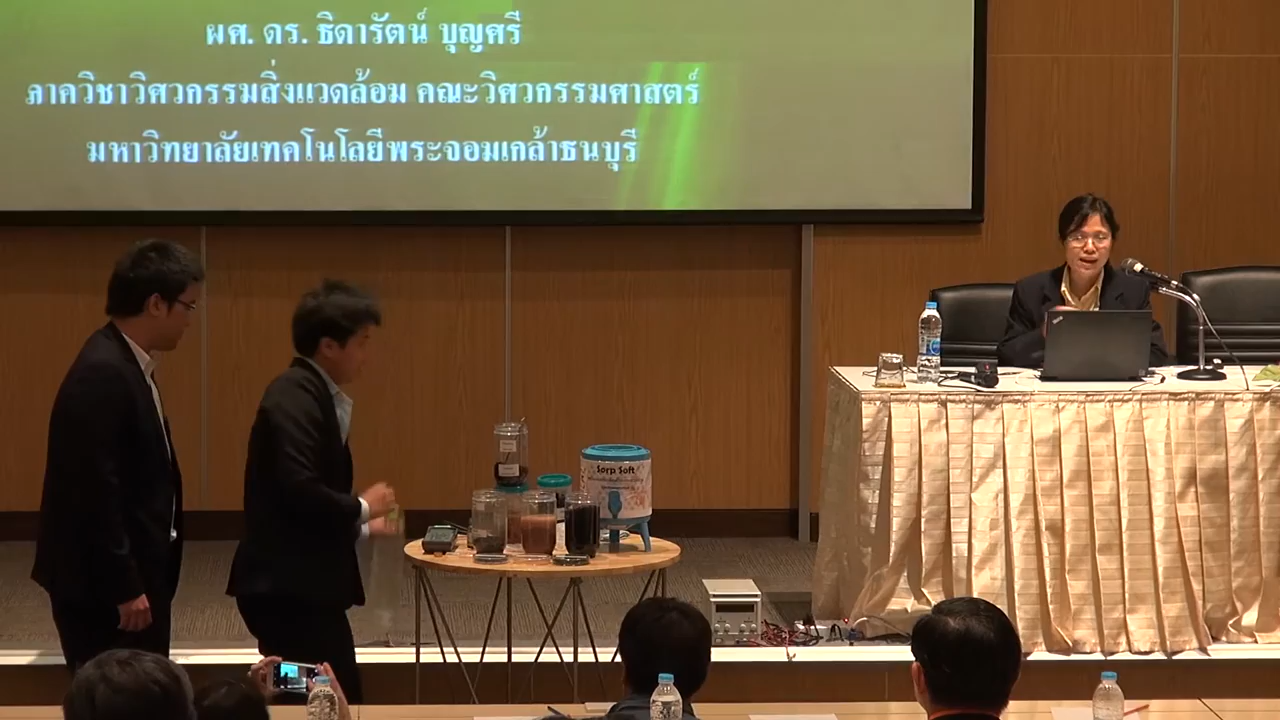 ผศ. ดร. ธิดารัตน์ บุญศรี
ภาควิชาวิศวกรรมสิ่งแวดล้อม คณะวิศวกรรมศาสตร์
มหาวิทยาลัยเทคโนโลยีพระจอมเกล้าธนบุรี
Sorp Soft